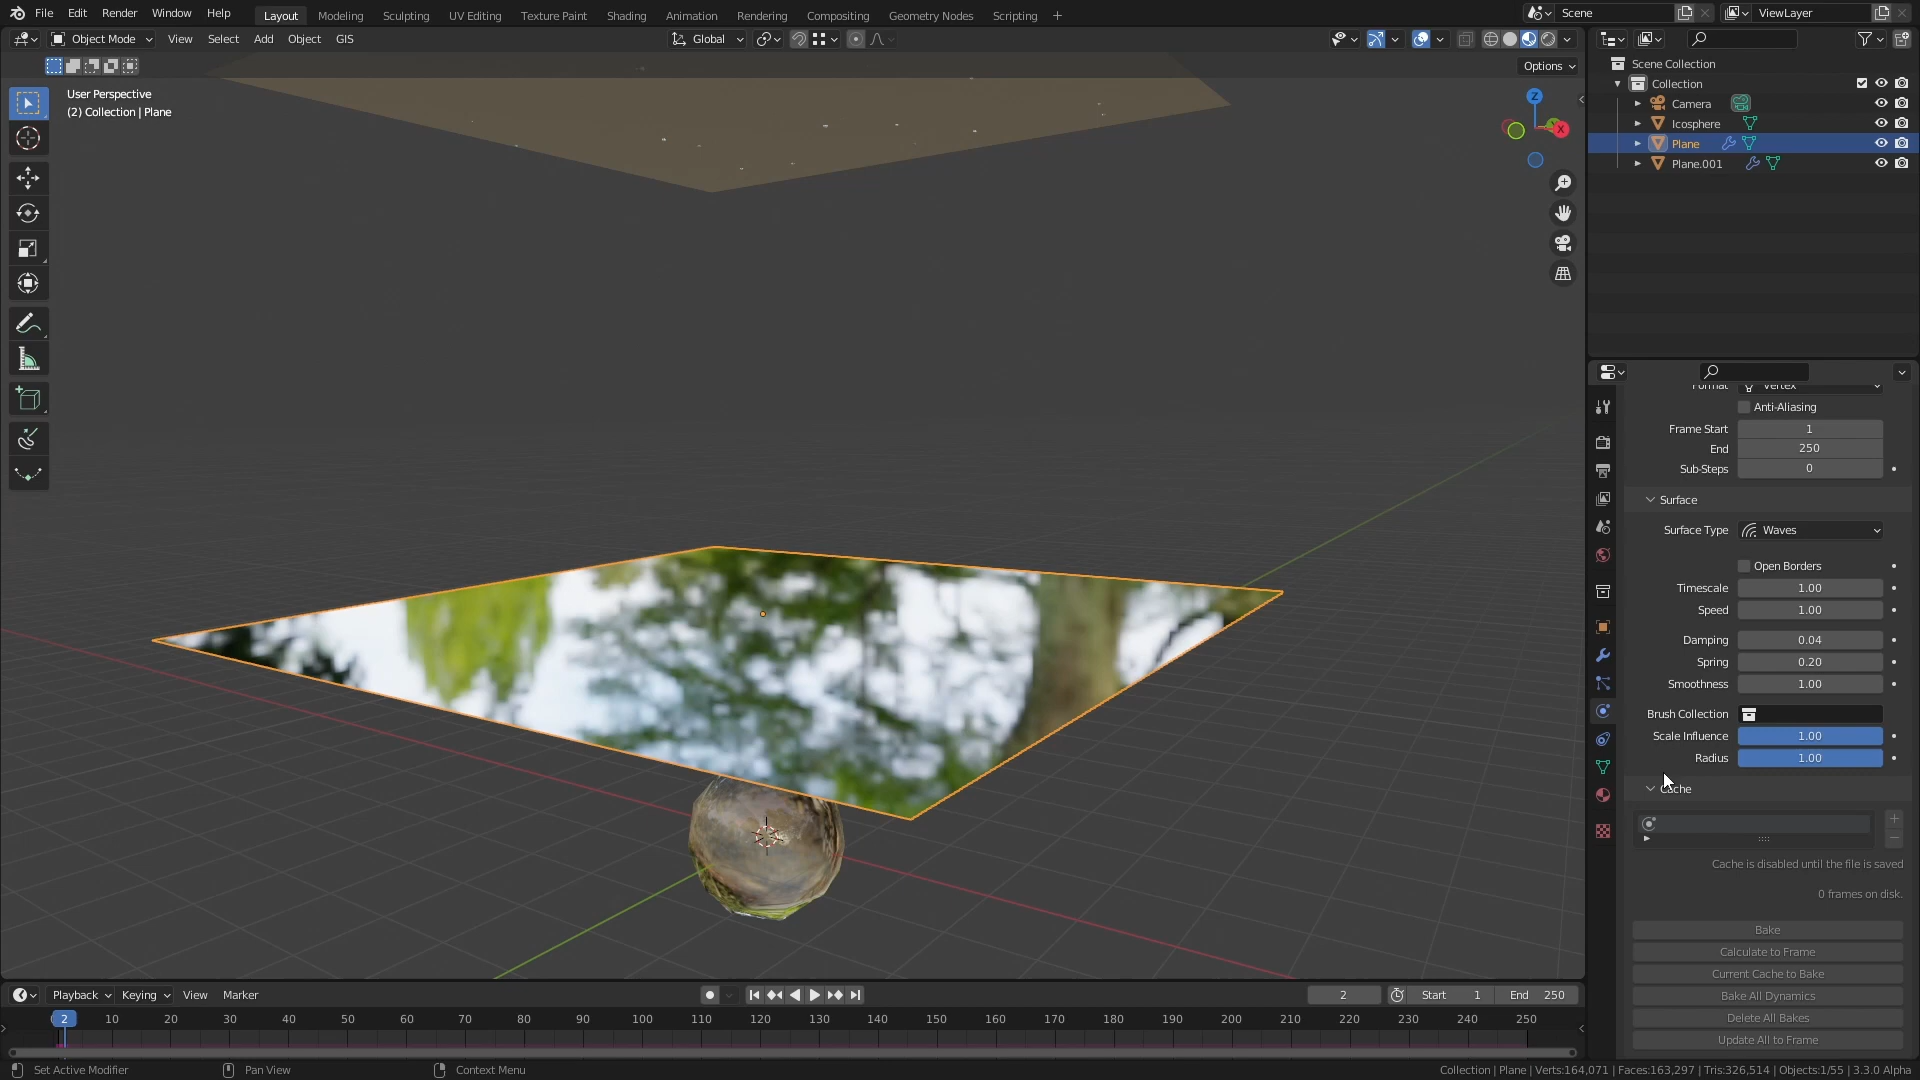 File Edit Render Window Help Layout Modeling Sculpting UV Editing Texture Paint Shading Animation Rendering Compositing Geometry Nodes Scripting + Scene ViewLayer
Object Mode View Select Add Object GIS Global
Options
User Perspective
(2) Collection | Plane
Z
X
Scene Collection
Collection
Camera
Icosphere
Plane
Plane.001
Format Vertex
Anti-Aliasing
Frame Start 1
End 250
Sub-Steps 0
Surface
Surface Type Waves
Open Borders
Timescale 1.00
Speed 1.00
Damping 0.04
Spring 0.20
Smoothness 1.00
Brush Collection
Scale Influence 1.00
Radius 1.00
Cache
Cache is disabled until the file is saved
0 frames on disk.
Bake
Calculate to Frame
Current Cache to Bake
Bake All Dynamics
Delete All Bakes
Update All to Frame
Playback Keying View Marker 2 Start 1 End 250
2 10 20 30 40 50 60 70 80 90 100 110 120 130 140 150 160 170 180 190 200 210 220 230 240 250
Set Active Modifier Pan View Context Menu Collection | Plane | Verts:164,071 | Faces:163,297 | Tris:326,514 | Objects:1/55 | 3.3.0 Alpha